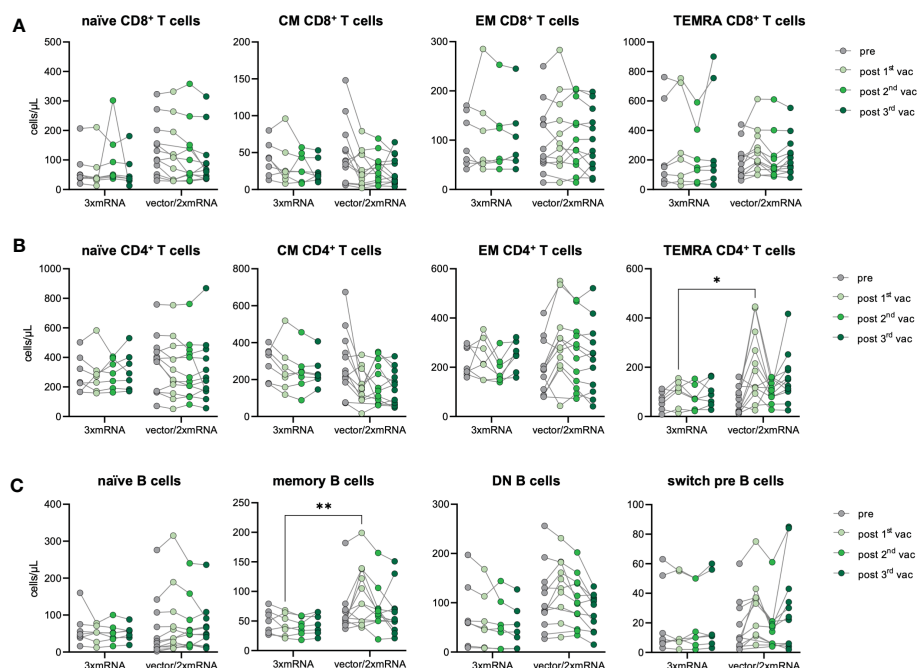 A
naïve CD8⁺ T cells
CM CD8⁺ T cells
EM CD8⁺ T cells
TEMRA CD8⁺ T cells
cells/μL
500
400
300
200
100
0
3xmRNA
vector/2xmRNA
200
150
100
50
0
3xmRNA
vector/2xmRNA
300
200
100
0
3xmRNA
vector/2xmRNA
1000
800
600
400
200
0
3xmRNA
vector/2xmRNA
pre
post 1ˢᵗ vac
post 2ⁿᵈ vac
post 3ʳᵈ vac
B
naïve CD4⁺ T cells
CM CD4⁺ T cells
EM CD4⁺ T cells
TEMRA CD4⁺ T cells
cells/μL
1000
800
600
400
200
0
3xmRNA
vector/2xmRNA
800
600
400
200
0
3xmRNA
vector/2xmRNA
600
400
200
0
3xmRNA
vector/2xmRNA
600
400
200
0
*
3xmRNA
vector/2xmRNA
pre
post 1ˢᵗ vac
post 2ⁿᵈ vac
post 3ʳᵈ vac
C
naïve B cells
memory B cells
DN B cells
switch pre B cells
cells/μL
400
300
200
100
0
3xmRNA
vector/2xmRNA
250
200
150
100
50
0
**
3xmRNA
vector/2xmRNA
300
200
100
0
3xmRNA
vector/2xmRNA
100
80
60
40
20
0
3xmRNA
vector/2xmRNA
pre
post 1ˢᵗ vac
post 2ⁿᵈ vac
post 3ʳᵈ vac